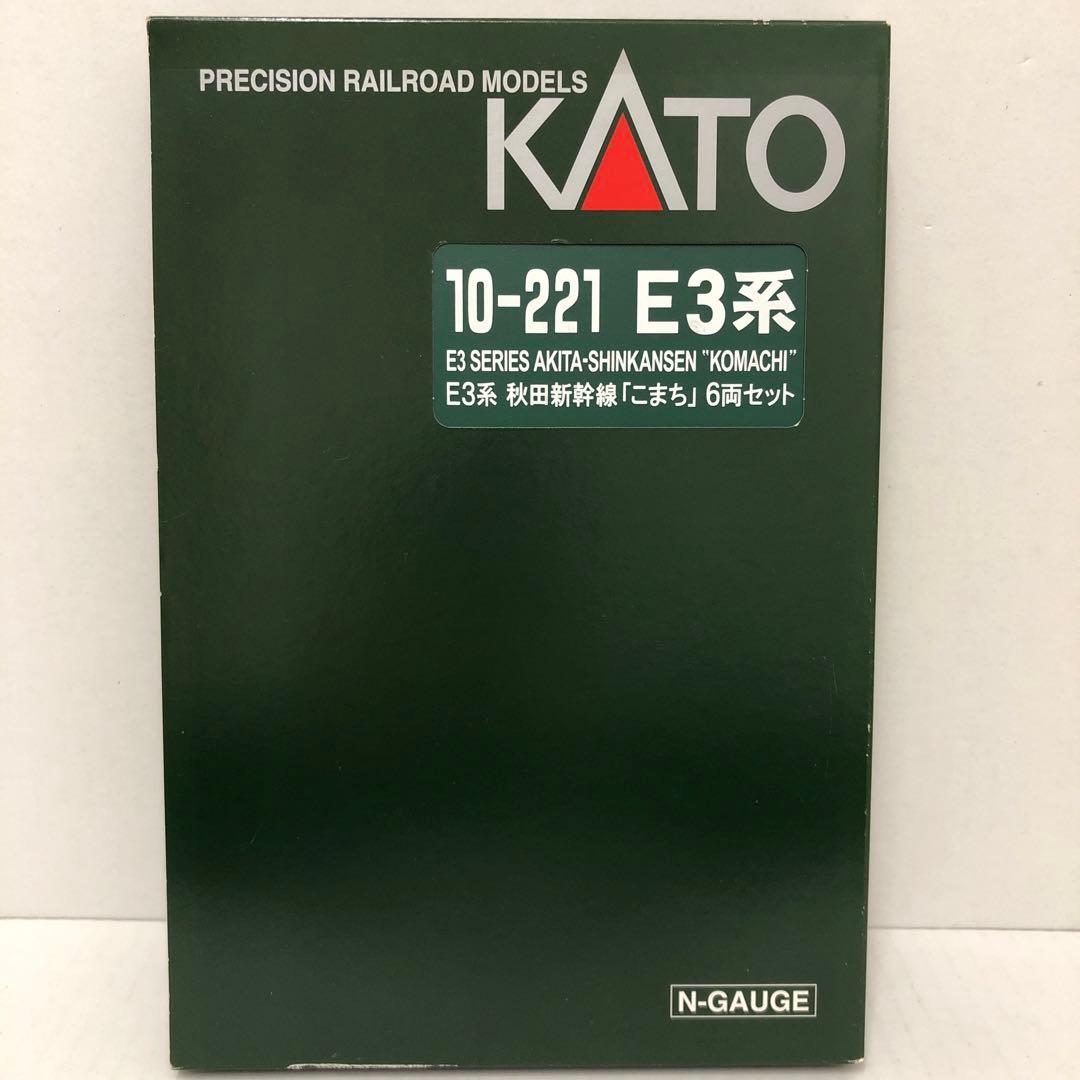 PRECISION RAILROAD MODELS
KATO
10-221 E3系
E3 SERIES AKITA-SHINKANSEN "KOMACHI"
E3系 秋田新幹線「こまち」6両セット
N-GAUGE